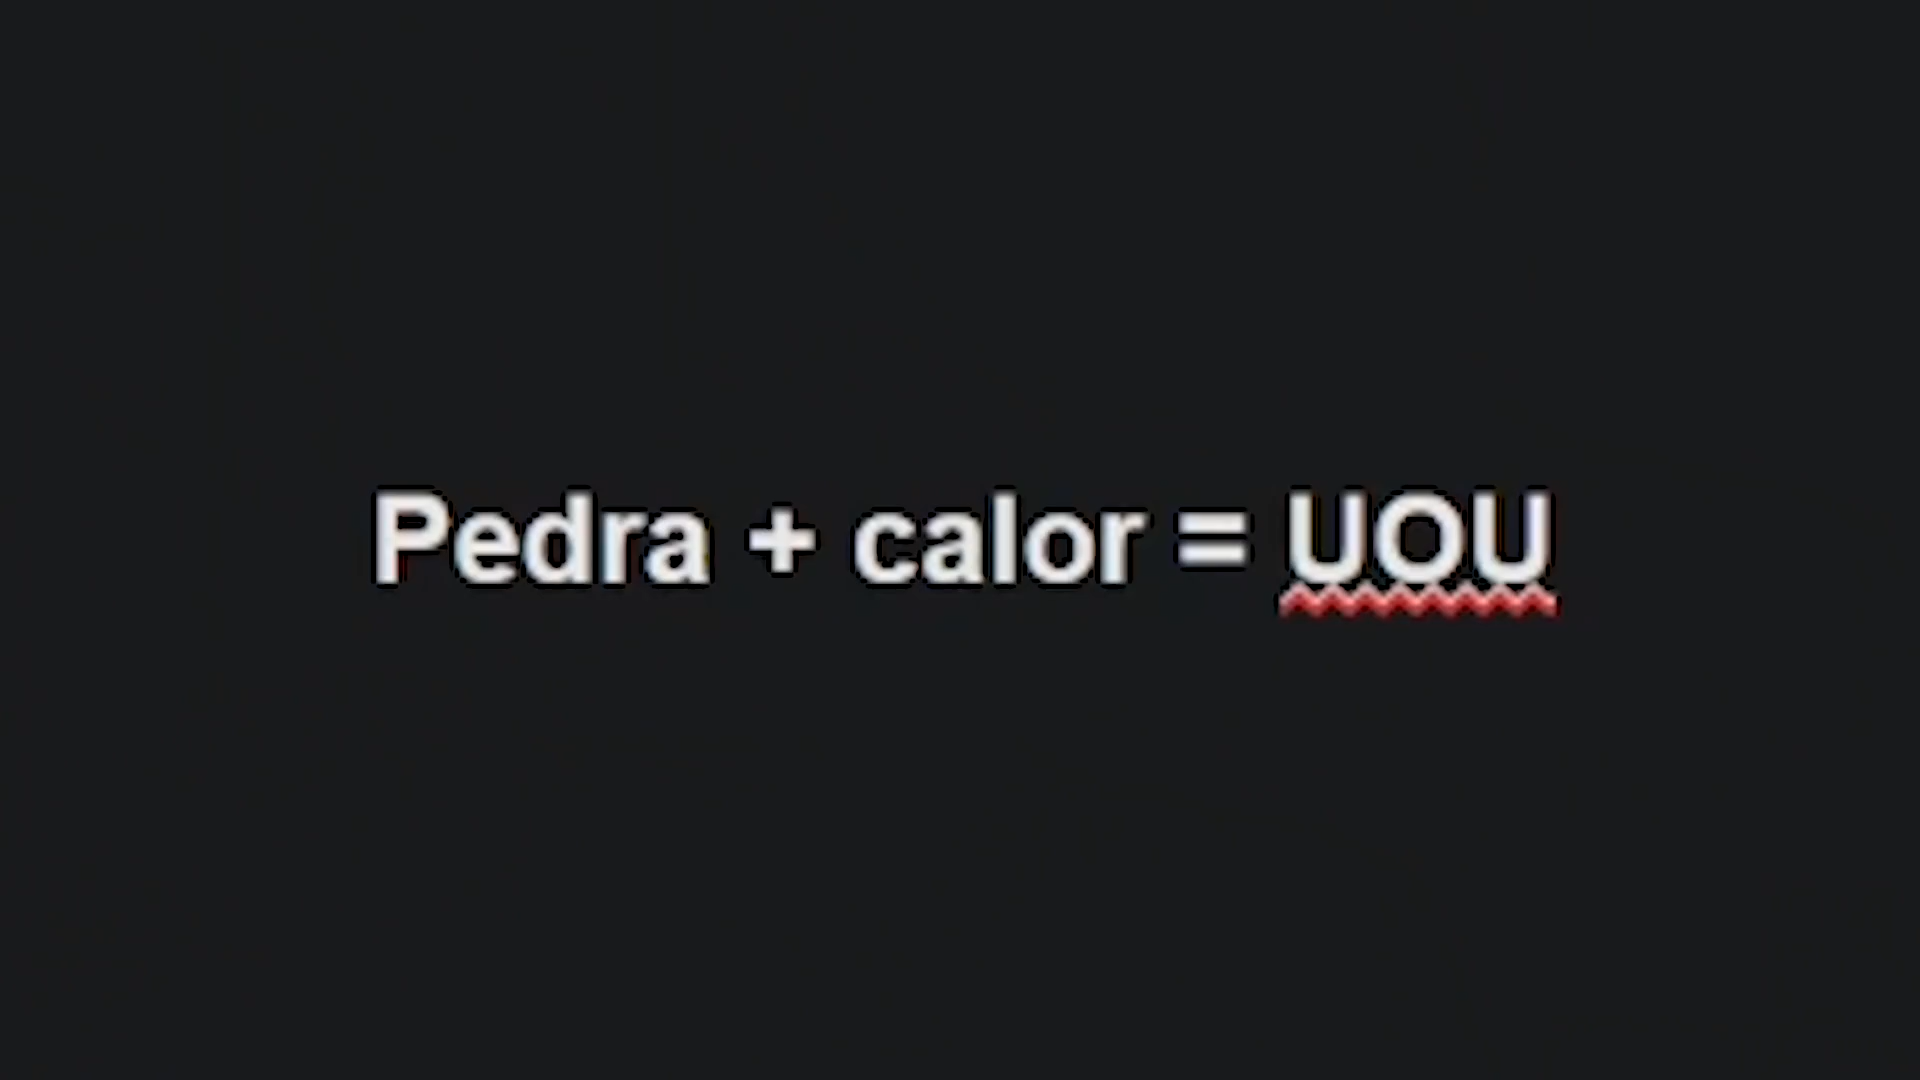 Pedra + calor = UOU